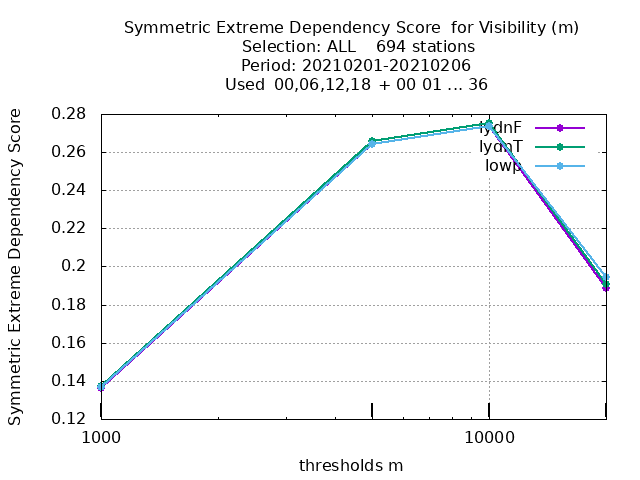 Symmetric Extreme Dependency Score for Visibility (m)
Selection: ALL 694 stations
Period: 20210201-20210206
Used 00,06,12,18 + 00 01 ... 36
Symmetric Extreme Dependency Score
0.28
0.26
0.24
0.22
0.2
0.18
0.16
0.14
0.12
lydnF
lydnT
lowp
1000
10000
thresholds m